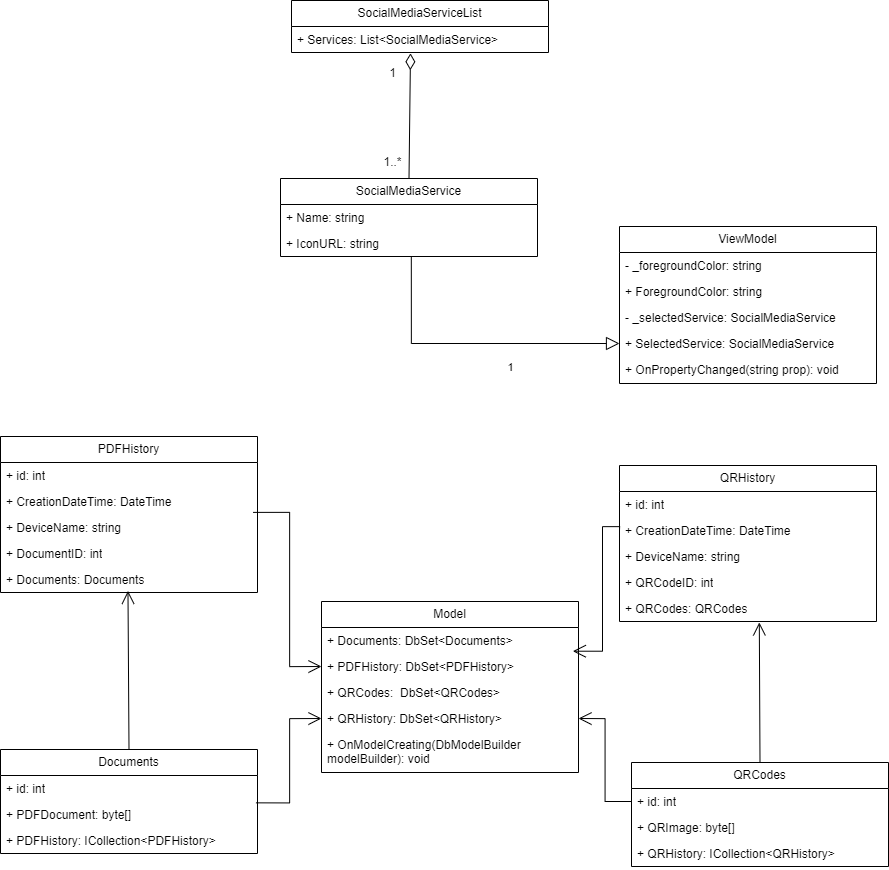 SocialMediaServiceList
+ Services: List<SocialMediaService>
1
1..*
SocialMediaService
+ Name: string
+ IconURL: string
ViewModel
- _foregroundColor: string
+ ForegroundColor: string
- _selectedService: SocialMediaService
+ SelectedService: SocialMediaService
+ OnPropertyChanged(string prop): void
1
PDFHistory
+ id: int
+ CreationDateTime: DateTime
+ DeviceName: string
+ DocumentID: int
+ Documents: Documents
QRHistory
+ id: int
+ CreationDateTime: DateTime
+ DeviceName: string
+ QRCodeID: int
+ QRCodes: QRCodes
Model
+ Documents: DbSet<Documents>
+ PDFHistory: DbSet<PDFHistory>
+ QRCodes:  DbSet<QRCodes>
+ QRHistory: DbSet<QRHistory>
+ OnModelCreating(DbModelBuilder
modelBuilder): void
Documents
+ id: int
+ PDFDocument: byte[]
+ PDFHistory: ICollection<PDFHistory>
QRCodes
+ id: int
+ QRImage: byte[]
+ QRHistory: ICollection<QRHistory>